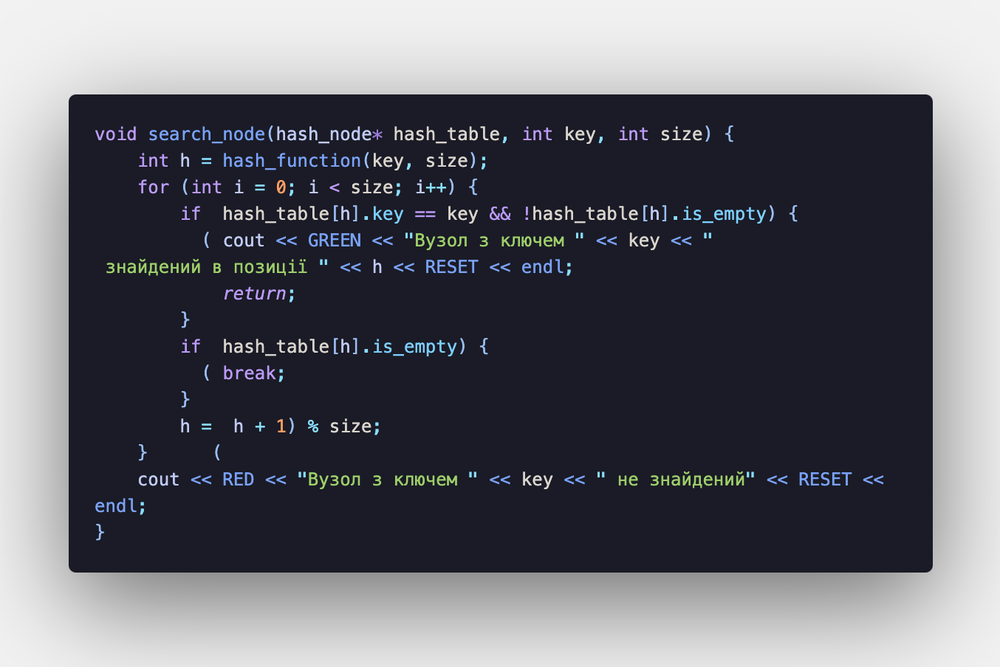 void search_node(hash_node* hash_table, int key, int size) {
    int h = hash_function(key, size);
    for (int i = 0; i < size; i++) {
        if  hash_table[h].key == key && !hash_table[h].is_empty) {
          ( cout << GREEN << "Вузол з ключем " << key << "
 знайдений в позиції " << h << RESET << endl;
            return;
        }
        if  hash_table[h].is_empty) {
          ( break;
        }
        h =  h + 1) % size;
    }      (
    cout << RED << "Вузол з ключем " << key << " не знайдений" << RESET <<
endl;
}